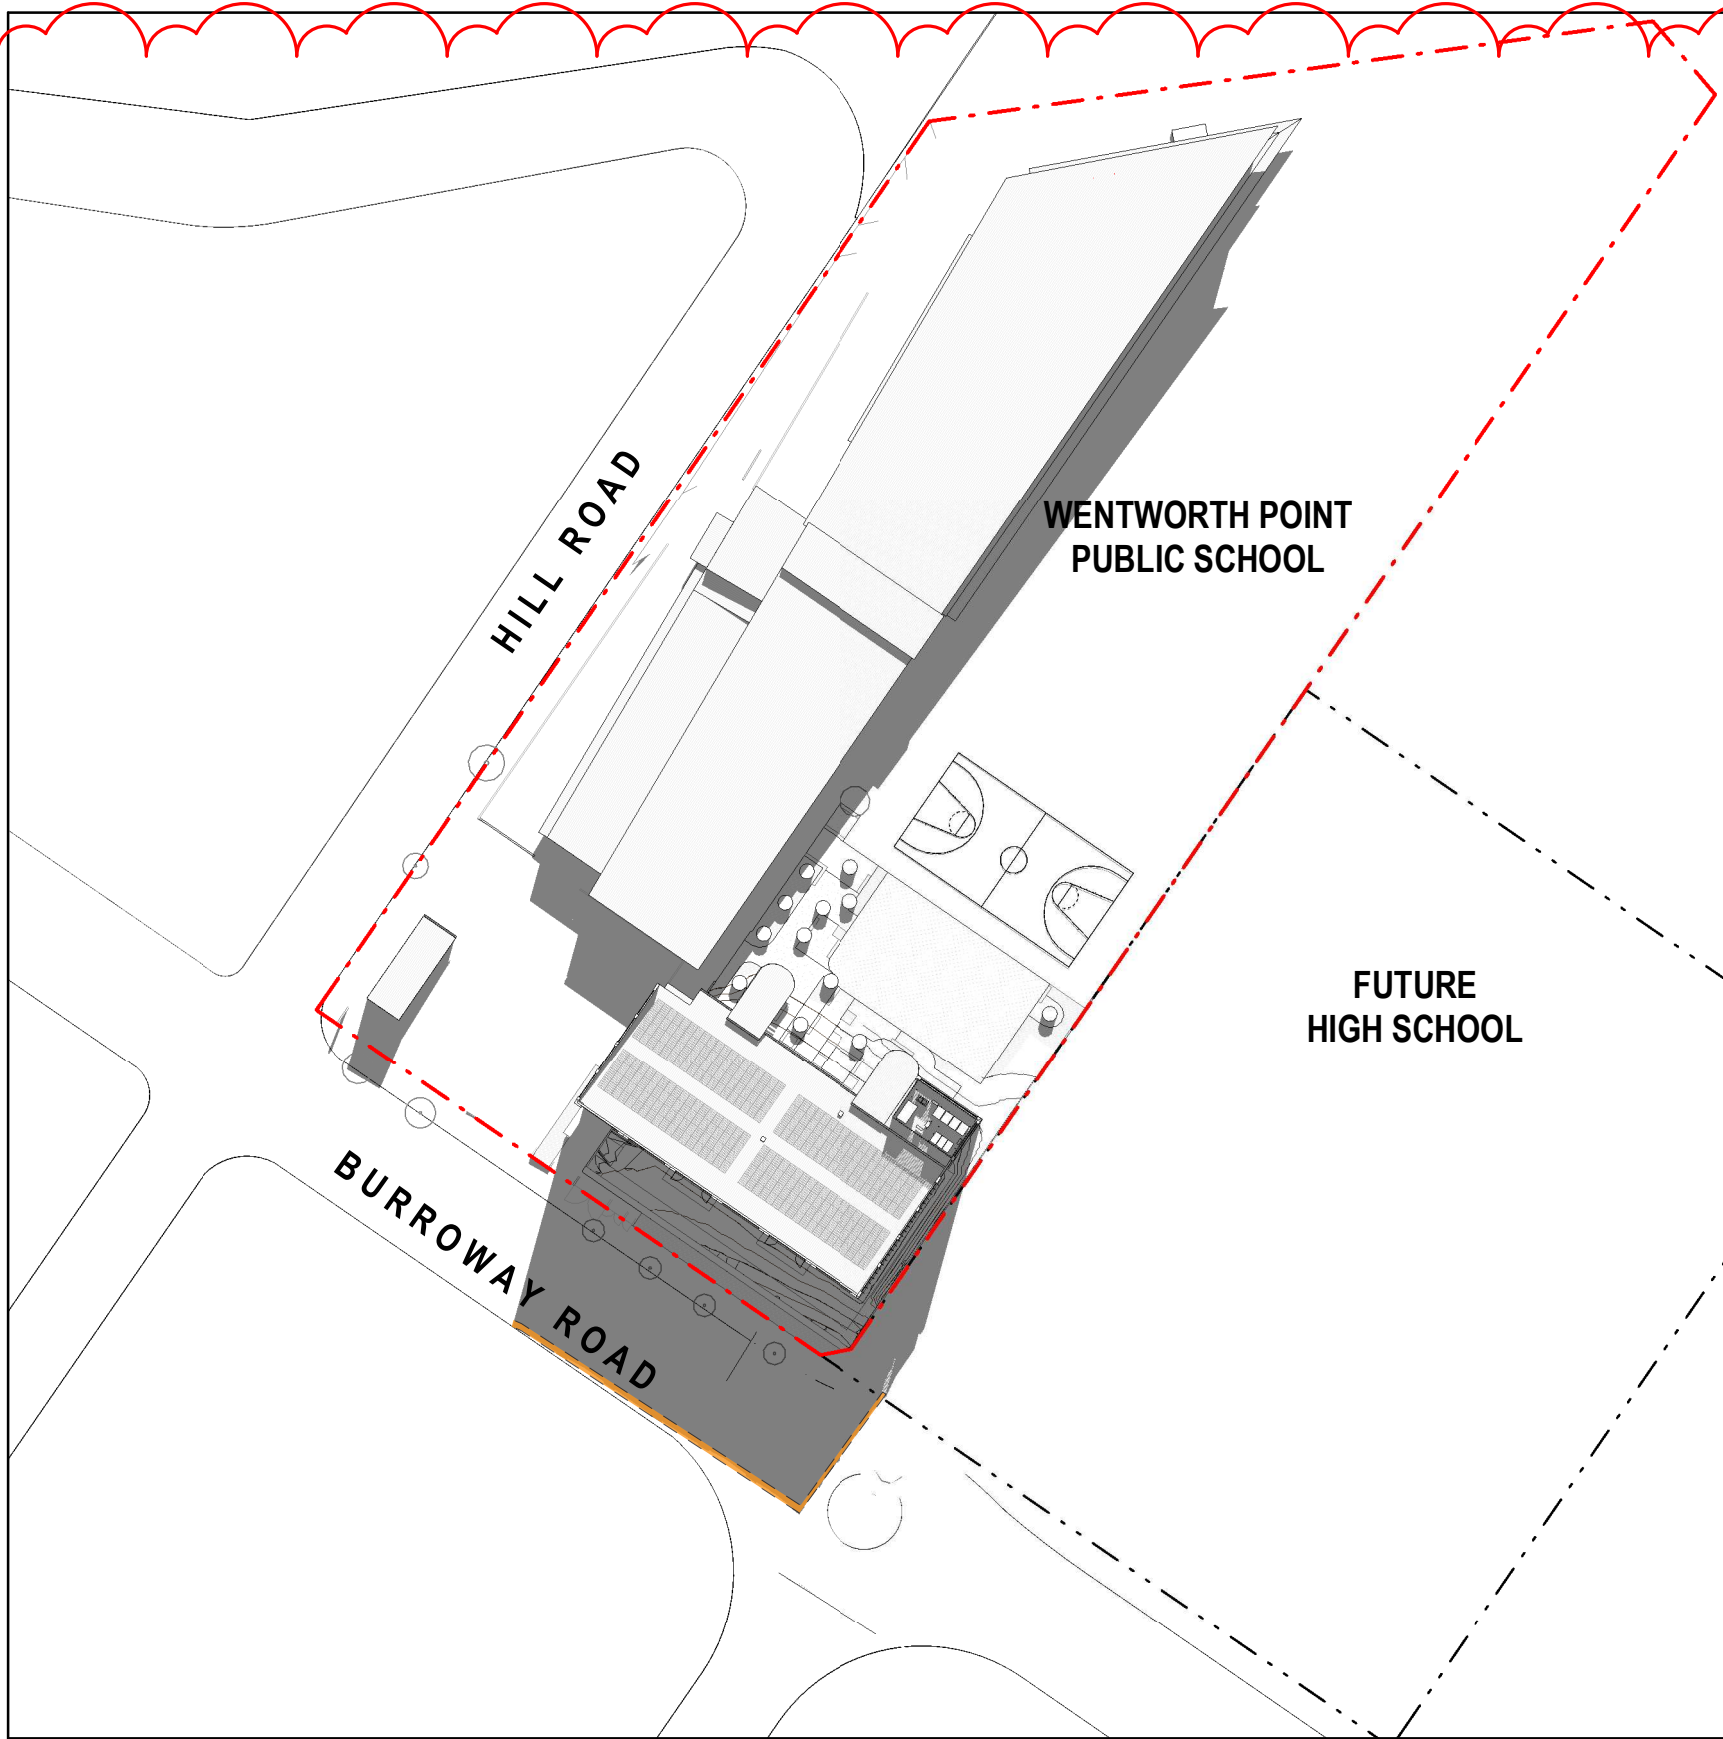 HILL ROAD
WENTWORTH POINT
PUBLIC SCHOOL
FUTURE
HIGH SCHOOL
BURROWAY ROAD